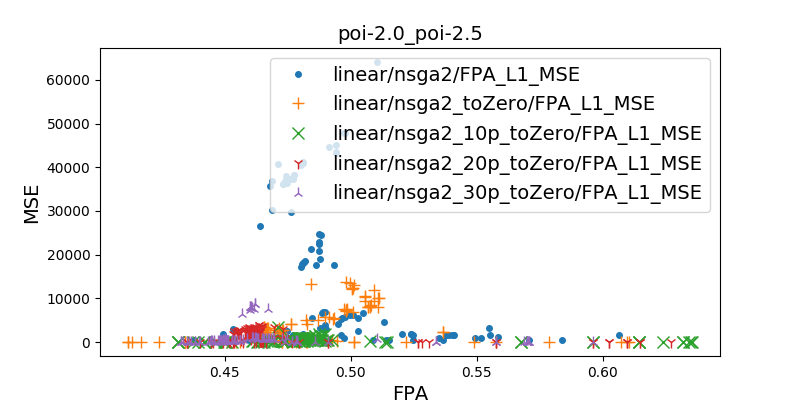 poi-2.0_poi-2.5
linear/nsga2/FPA_L1_MSE
linear/nsga2_toZero/FPA_L1_MSE
linear/nsga2_10p_toZero/FPA_L1_MSE
linear/nsga2_20p_toZero/FPA_L1_MSE
linear/nsga2_30p_toZero/FPA_L1_MSE
MSE
60000
50000
40000
30000
20000
10000
0
0.45 0.50 0.55 0.60
FPA